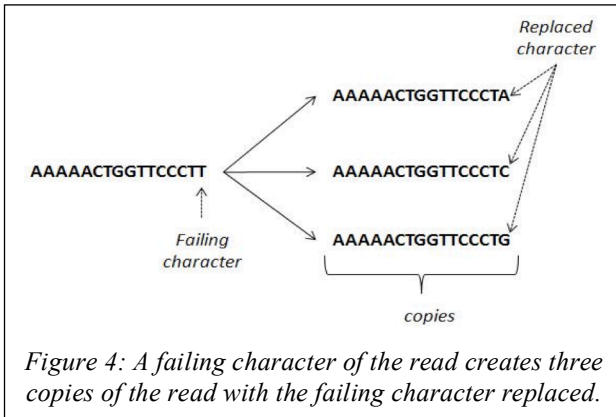 Replaced
character
AAAAACTGGTTCCCTA
AAAAACTGGTTCCCTT
AAAAACTGGTTCCCTC
Failing
character
AAAAACTGGTTCCCTG
copies
Figure 4: A failing character of the read creates three
copies of the read with the failing character replaced.